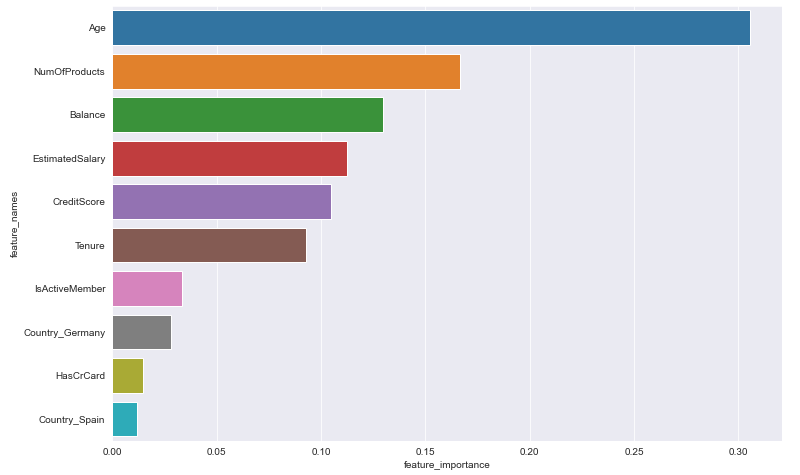 feature_names
Age
NumOfProducts
Balance
EstimatedSalary
CreditScore
Tenure
IsActiveMember
Country_Germany
HasCrCard
Country_Spain
0.00 0.05 0.10 0.15 0.20 0.25 0.30
feature_importance